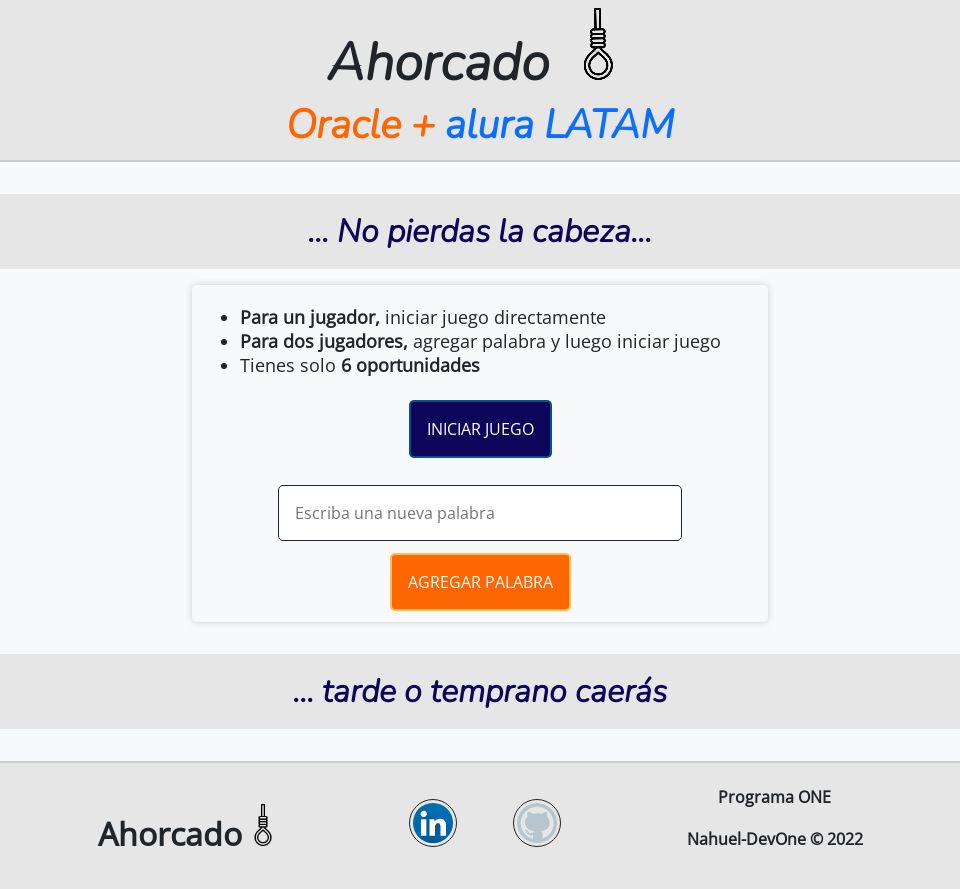 Ahorcado
Oracle + alura LATAM
... No pierdas la cabeza...
Para un jugador, iniciar juego directamente
Para dos jugadores, agregar palabra y luego iniciar juego
Tienes solo 6 oportunidades
INICIAR JUEGO
Escriba una nueva palabra
AGREGAR PALABRA
... tarde o temprano caerás
Ahorcado
in
Programa ONE
Nahuel-DevOne © 2022